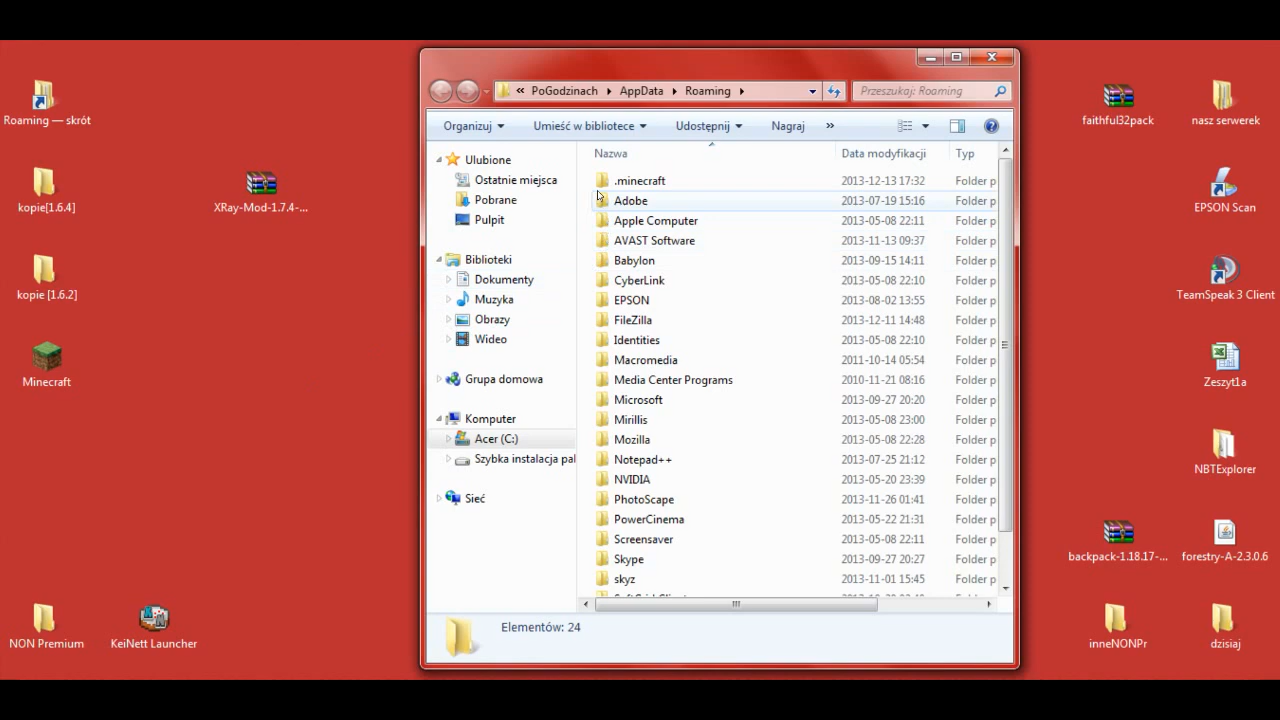 Roaming — skrót
kopie[1.6.4]
XRay-Mod-1.7.4-...
kopie [1.6.2]
Minecraft
NON Premium
KeiNett Launcher
« PoGodzinach AppData Roaming
Przeszukaj: Roaming
Organizuj Umieść w bibliotece Udostępnij Nagraj »
Ulubione
Ostatnie miejsca
Pobrane
Pulpit
Biblioteki
Dokumenty
Muzyka
Obrazy
Wideo
Grupa domowa
Komputer
Acer (C:)
Szybka instalacja pal
Sieć
Nazwa Data modyfikacji Typ
.minecraft 2013-12-13 17:32 Folder p
Adobe 2013-07-19 15:16 Folder p
Apple Computer 2013-05-08 22:11 Folder p
AVAST Software 2013-11-13 09:37 Folder p
Babylon 2013-09-15 14:11 Folder p
CyberLink 2013-05-08 22:10 Folder p
EPSON 2013-08-02 13:55 Folder p
FileZilla 2013-12-11 14:48 Folder p
Identities 2013-05-08 22:10 Folder p
Macromedia 2011-10-14 05:54 Folder p
Media Center Programs 2010-11-21 08:16 Folder p
Microsoft 2013-09-27 20:20 Folder p
Mirillis 2013-05-08 23:00 Folder p
Mozilla 2013-05-08 22:28 Folder p
Notepad++ 2013-07-25 21:12 Folder p
NVIDIA 2013-05-20 23:39 Folder p
PhotoScape 2013-11-26 01:41 Folder p
PowerCinema 2013-05-22 21:31 Folder p
Screensaver 2013-05-08 22:11 Folder p
Skype 2013-09-27 20:27 Folder p
skyz 2013-11-01 15:45 Folder p
Elementów: 24
faithful32pack
nasz serwerek
EPSON Scan
TeamSpeak 3 Client
Zeszyt1a
NBTExplorer
backpack-1.18.17-...
forestry-A-2.3.0.6
inneNONPr
dzisiaj